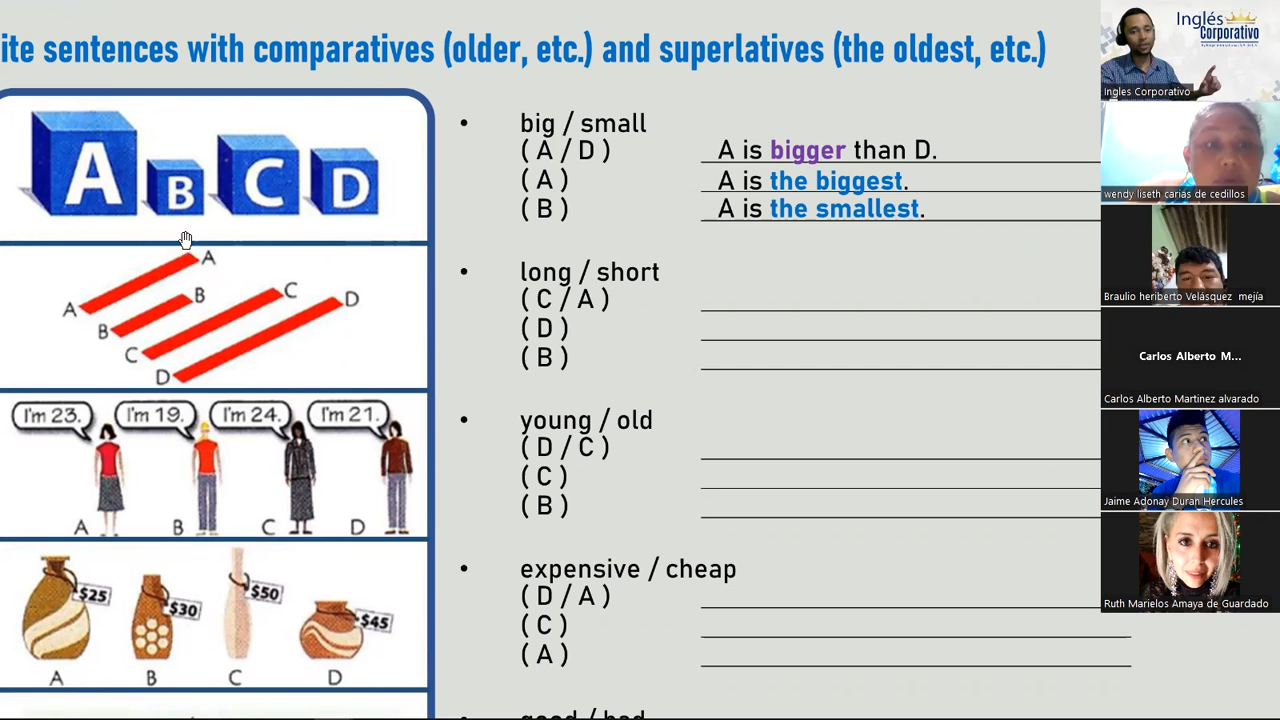 ite sentences with comparatives (older, etc.) and superlatives (the oldest, etc.)
A B C D
A
A
B
B
C
C
D
D
I'm 23. I'm 19. I'm 24. I'm 21.
A B C D
$25 $30 $50 $45
A B C D
• big / small
( A / D ) A is bigger than D.
( A ) A is the biggest.
( B ) A is the smallest.
• long / short
( C / A )
( D )
( B )
• young / old
( D / C )
( C )
( B )
• expensive / cheap
( D / A )
( C )
( A )
• good / bad
Inglés
Corporativo
Ingles Corporativo
wendy liseth carias de cedillos
Braulio heriberto Velásquez mejía
Carlos Alberto M...
Carlos Alberto Martinez alvarado
Jaime Adonay Duran Hercules
Ruth Marielos Amaya de Guardado